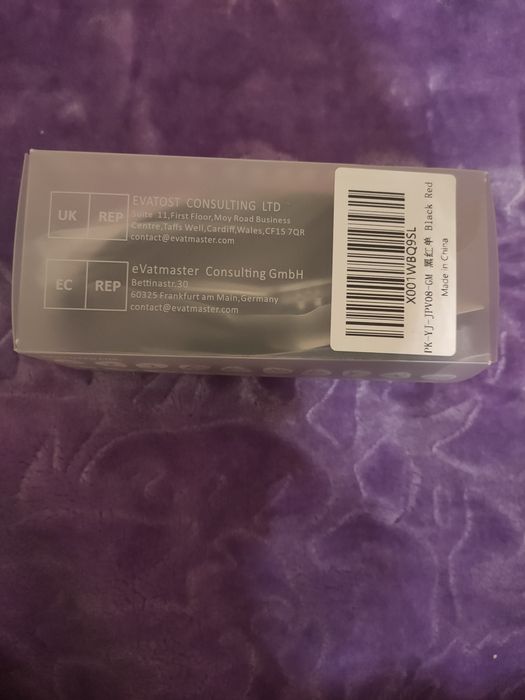 UK REP
EVATOST CONSULTING LTD
Suite 11,First Floor,Moy Road Business
Centre,Taffs Well,Cardiff,Wales,CF15 7QR
contact@evatmaster.com
EC REP
eVatmaster Consulting GmbH
Bettinastr.30
60325 Frankfurt am Main,Germany
contact@evatmaster.com
X001WBQ9SL
PK-YJ-JPV08-GM 黑红单 Black Red
Made in China